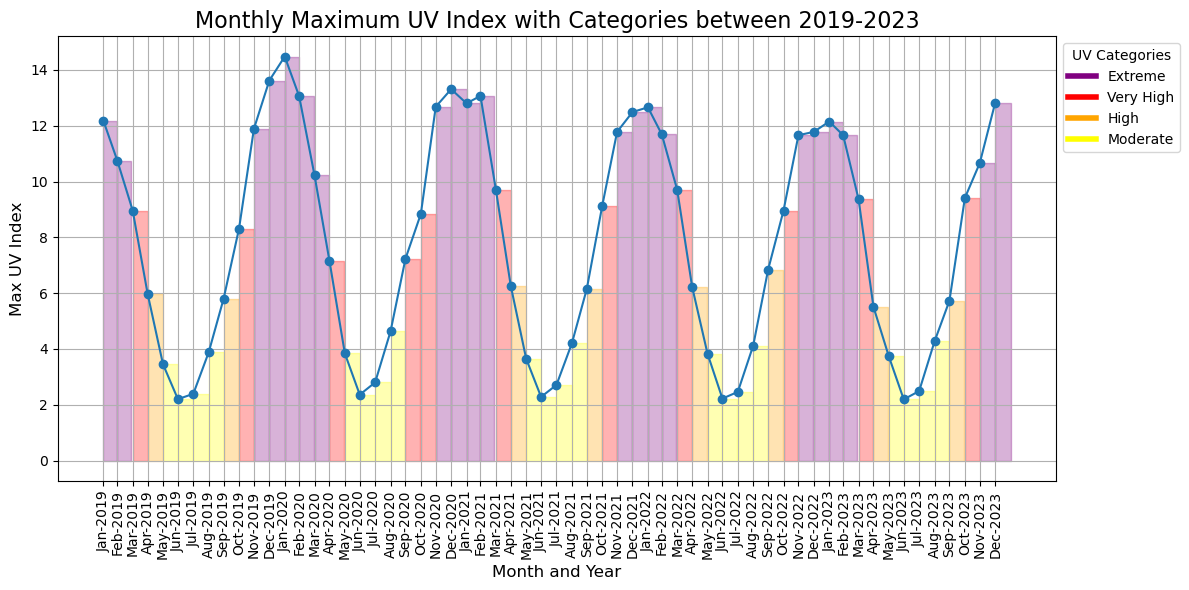 Monthly Maximum UV Index with Categories between 2019-2023
UV Categories
Extreme
Very High
High
Moderate
Max UV Index
14
12
10
8
6
4
2
0
Jan-2019
Feb-2019
Mar-2019
Apr-2019
May-2019
Jun-2019
Jul-2019
Aug-2019
Sep-2019
Oct-2019
Nov-2019
Dec-2019
Jan-2020
Feb-2020
Mar-2020
Apr-2020
May-2020
Jun-2020
Jul-2020
Aug-2020
Sep-2020
Oct-2020
Nov-2020
Dec-2020
Jan-2021
Feb-2021
Mar-2021
Apr-2021
May-2021
Jun-2021
Jul-2021
Aug-2021
Sep-2021
Oct-2021
Nov-2021
Dec-2021
Jan-2022
Feb-2022
Mar-2022
Apr-2022
May-2022
Jun-2022
Jul-2022
Aug-2022
Sep-2022
Oct-2022
Nov-2022
Dec-2022
Jan-2023
Feb-2023
Mar-2023
Apr-2023
May-2023
Jun-2023
Jul-2023
Aug-2023
Sep-2023
Oct-2023
Nov-2023
Dec-2023
Month and Year